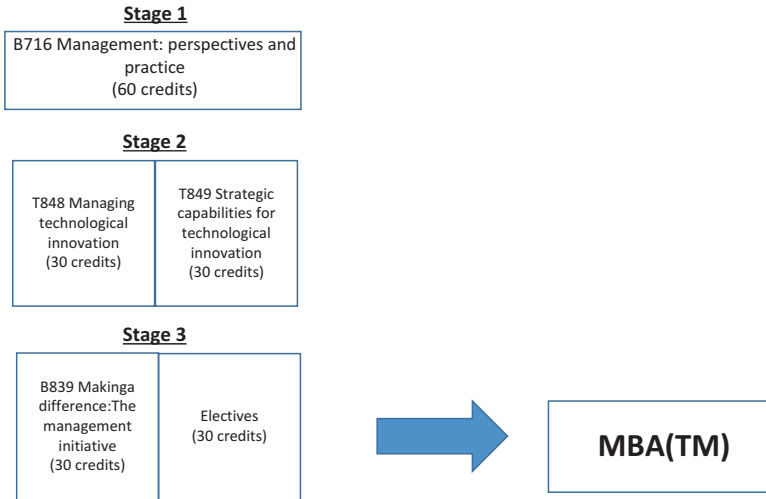 Stage 1
B716 Management: perspectives and
practice
(60 credits)
Stage 2
T848 Managing
technological
innovation
(30 credits)
T849 Strategic
capabilities for
technological
innovation
(30 credits)
Stage 3
B839 Makinga
difference:The
management
initiative
(30 credits)
Electives
(30 credits)
MBA(TM)